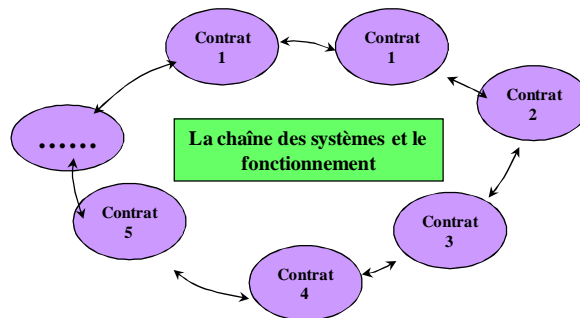 Contrat
1
Contrat
1
Contrat
2
......
La chaîne des systèmes et le
fonctionnement
Contrat
5
Contrat
3
Contrat
4